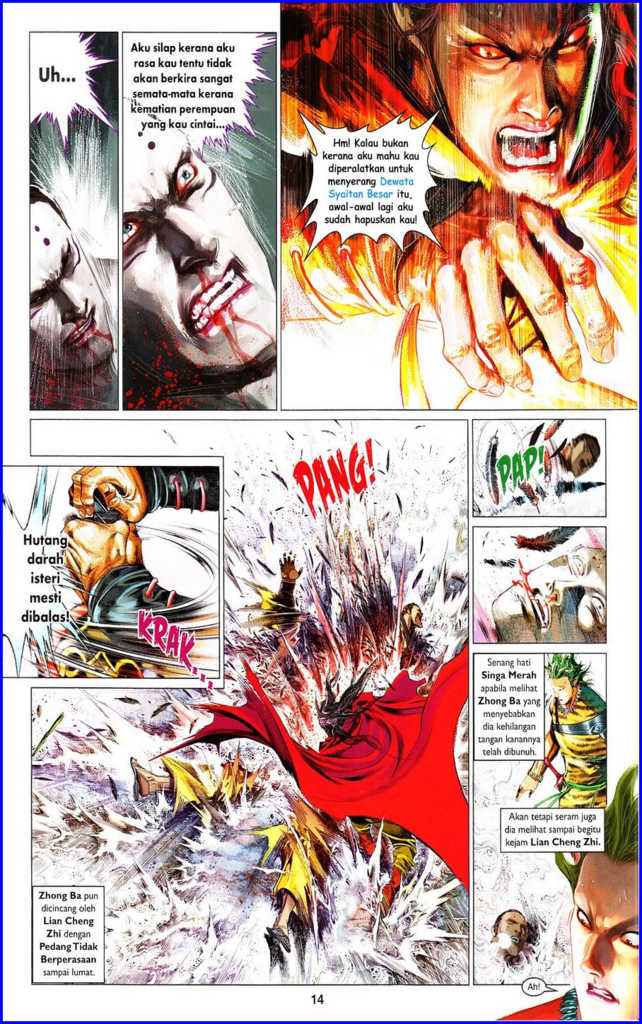 Uh...
Aku silap kerana aku
rasa kau tentu tidak
akan berkira sangat
semata-mata kerana
kematian perempuan
yang kau cintai...
Hm! Kalau bukan
kerana aku mahu kau
diperalatkan untuk
menyerang Dewata
Syaitan Besar itu,
awal-awal lagi aku
sudah hapuskan kau!
Hutang
darah
isteri
mesti
dibalas!
KRAK...
PANG!
PAP!
Senang hati
Singa Merah
apabila melihat
Zhong Ba yang
menyebabkan
dia kehilangan
tangan kanannya
telah dibunuh.
Akan tetapi seram juga
dia melihat sampai begitu
kejam Lian Cheng Zhi.
Zhong Ba pun
dicincang oleh
Lian Cheng
Zhi dengan
Pedang Tidak
Berperasaan
sampai lumat.
Ah!
14